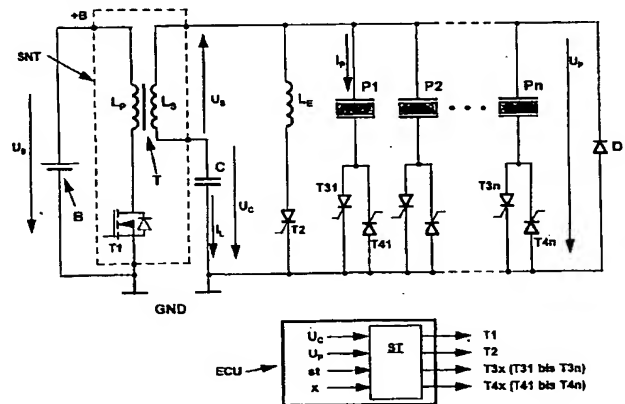 +B
SNT
Lp
LS
UB
US
T
B
T1
C
IL
UC
GND
LE
T2
IP
P1
P2
Pn
T31
T41
T3n
T4n
UP
D
ECU
UC
UP
st
x
ST
T1
T2
T3x (T31 bis T3n)
T4x (T41 bis T4n)